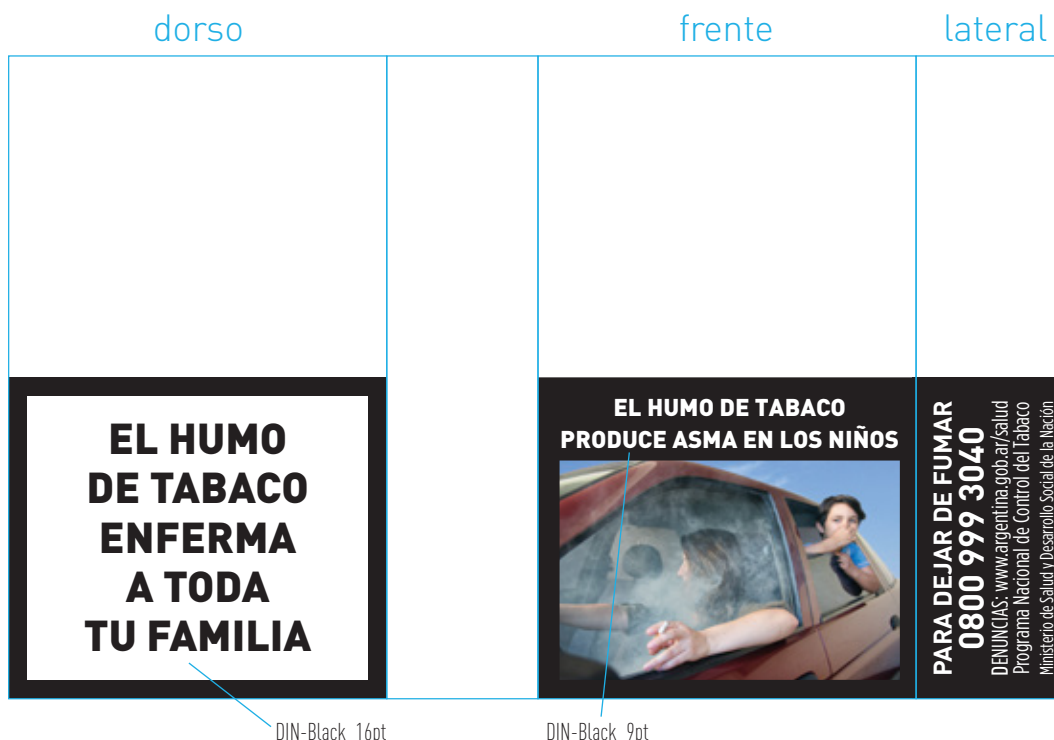 dorso
frente
lateral
EL HUMO
DE TABACO
ENFERMA
A TODA
TU FAMILIA
EL HUMO DE TABACO
PRODUCE ASMA EN LOS NIÑOS
PARA DEJAR DE FUMAR
0800 999 3040
DENUNCIAS: www.argentina.gob.ar/salud
Programa Nacional de Control del Tabaco
Ministerio de Salud y Desarrollo Social de la Nación
DIN-Black 16pt
DIN-Black 9pt